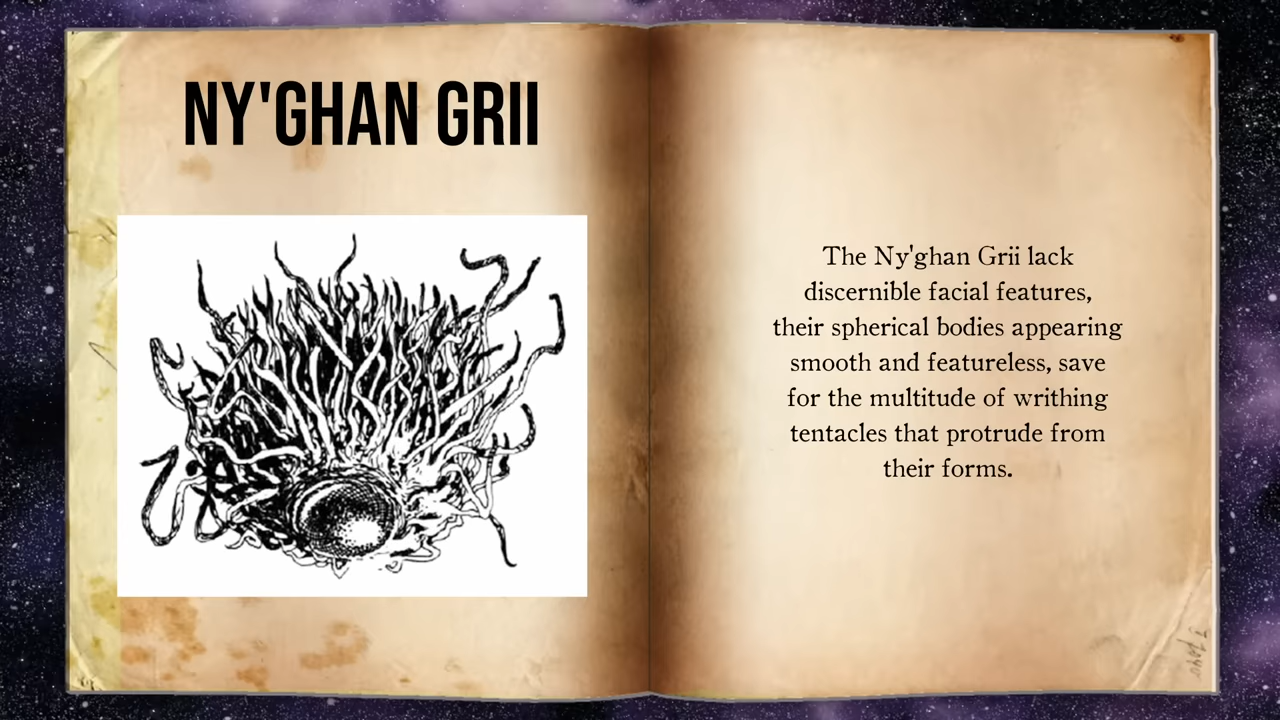 NY'GHAN GRII
The Ny'ghan Grii lack
discernible facial features,
their spherical bodies appearing
smooth and featureless, save
for the multitude of writhing
tentacles that protrude from
their forms.